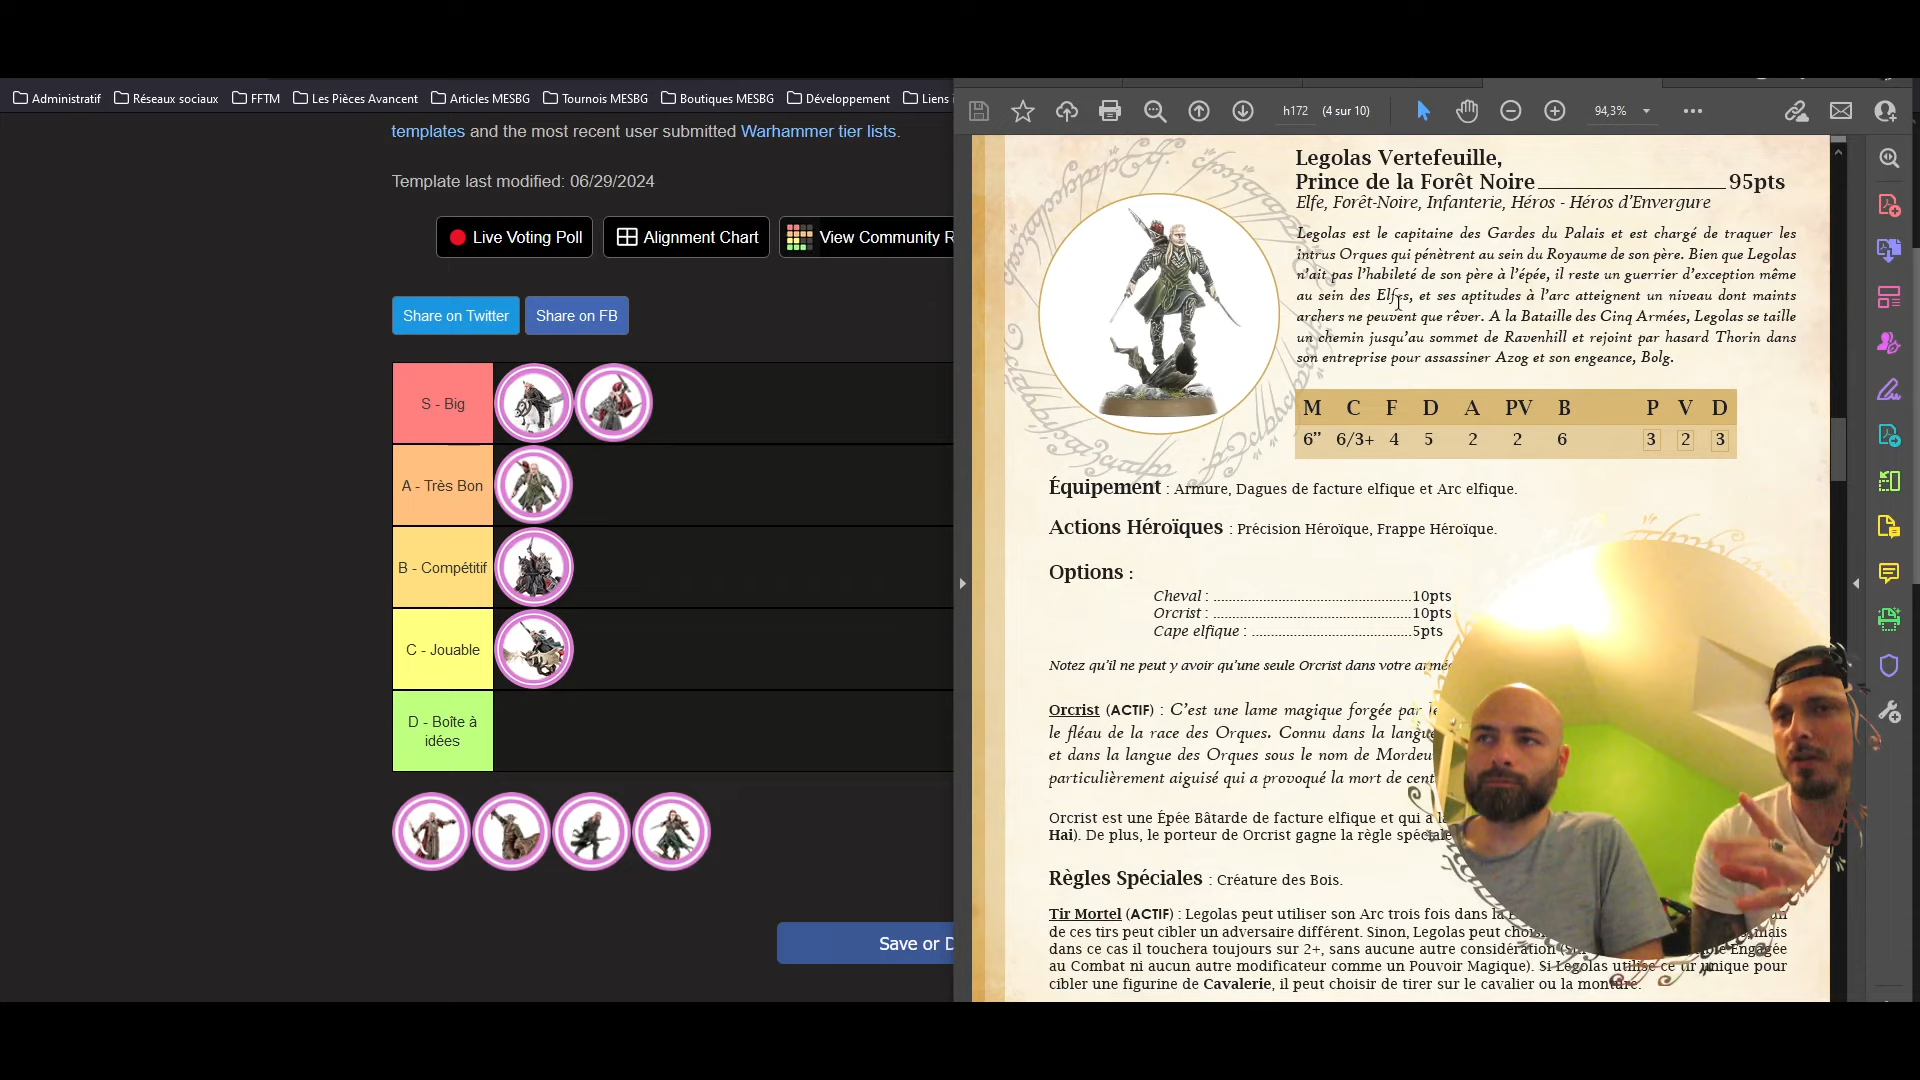 Administratif
Réseaux sociaux
FFTM
Les Pièces Avancent
Articles MESBG
Tournois MESBG
Boutiques MESBG
Développement
Liens
templates and the most recent user submitted Warhammer tier lists.
Template last modified: 06/29/2024
Live Voting Poll
Alignment Chart
View Community R
Share on Twitter
Share on FB
S - Big
A - Très Bon
B - Compétitif
C - Jouable
D - Boîte à
idées
Save or D
h172
(4 sur 10)
94,3%
Legolas Vertefeuille,
Prince de la Forêt Noire 95pts
Elfe, Forêt-Noire, Infanterie, Héros - Héros d'Envergure
Legolas est le capitaine des Gardes du Palais et est chargé de traquer les
intrus Orques qui pénètrent au sein du Royaume de son père. Bien que Legolas
n'ait pas l'habileté de son père à l'épée, il reste un guerrier d'exception même
au sein des Elfes, et ses aptitudes à l'arc atteignent un niveau dont maints
archers ne peuvent que rêver. A la Bataille des Cinq Armées, Legolas se taille
un chemin jusqu'au sommet de Ravenhill et rejoint par hasard Thorin dans
son entreprise pour assassiner Azog et son engeance, Bolg.
M C F D A PV B P V D
6” 6/3+ 4 5 2 2 6 3 2 3
Équipement : Armure, Dagues de facture elfique et Arc elfique.
Actions Héroïques : Précision Héroïque, Frappe Héroïque.
Options :
Cheval : ........................................................10pts
Orcrist : ........................................................10pts
Cape elfique : ................................................5pts
Notez qu'il ne peut y avoir qu'une seule Orcrist dans votre armé
Orcrist (ACTIF) : C'est une lame magique forgée par le
le fléau de la race des Orques. Connu dans la langue
et dans la langue des Orques sous le nom de Mordeu
particulièrement aiguisé qui a provoqué la mort de cent
Orcrist est une Épée Bâtarde de facture elfique et qui a la
Hai). De plus, le porteur de Orcrist gagne la règle spéciale
Règles Spéciales : Créature des Bois.
Tir Mortel (ACTIF) : Legolas peut utiliser son Arc trois fois dans la
de ces tirs peut cibler un adversaire différent. Sinon, Legolas peut chois mais
dans ce cas il touchera toujours sur 2+, sans aucune autre considération Engagée
au Combat ni aucun autre modificateur comme un Pouvoir Magique). Si Legolas utilise ce tir unique pour
cibler une figurine de Cavalerie, il peut choisir de tirer sur le cavalier ou la monture.